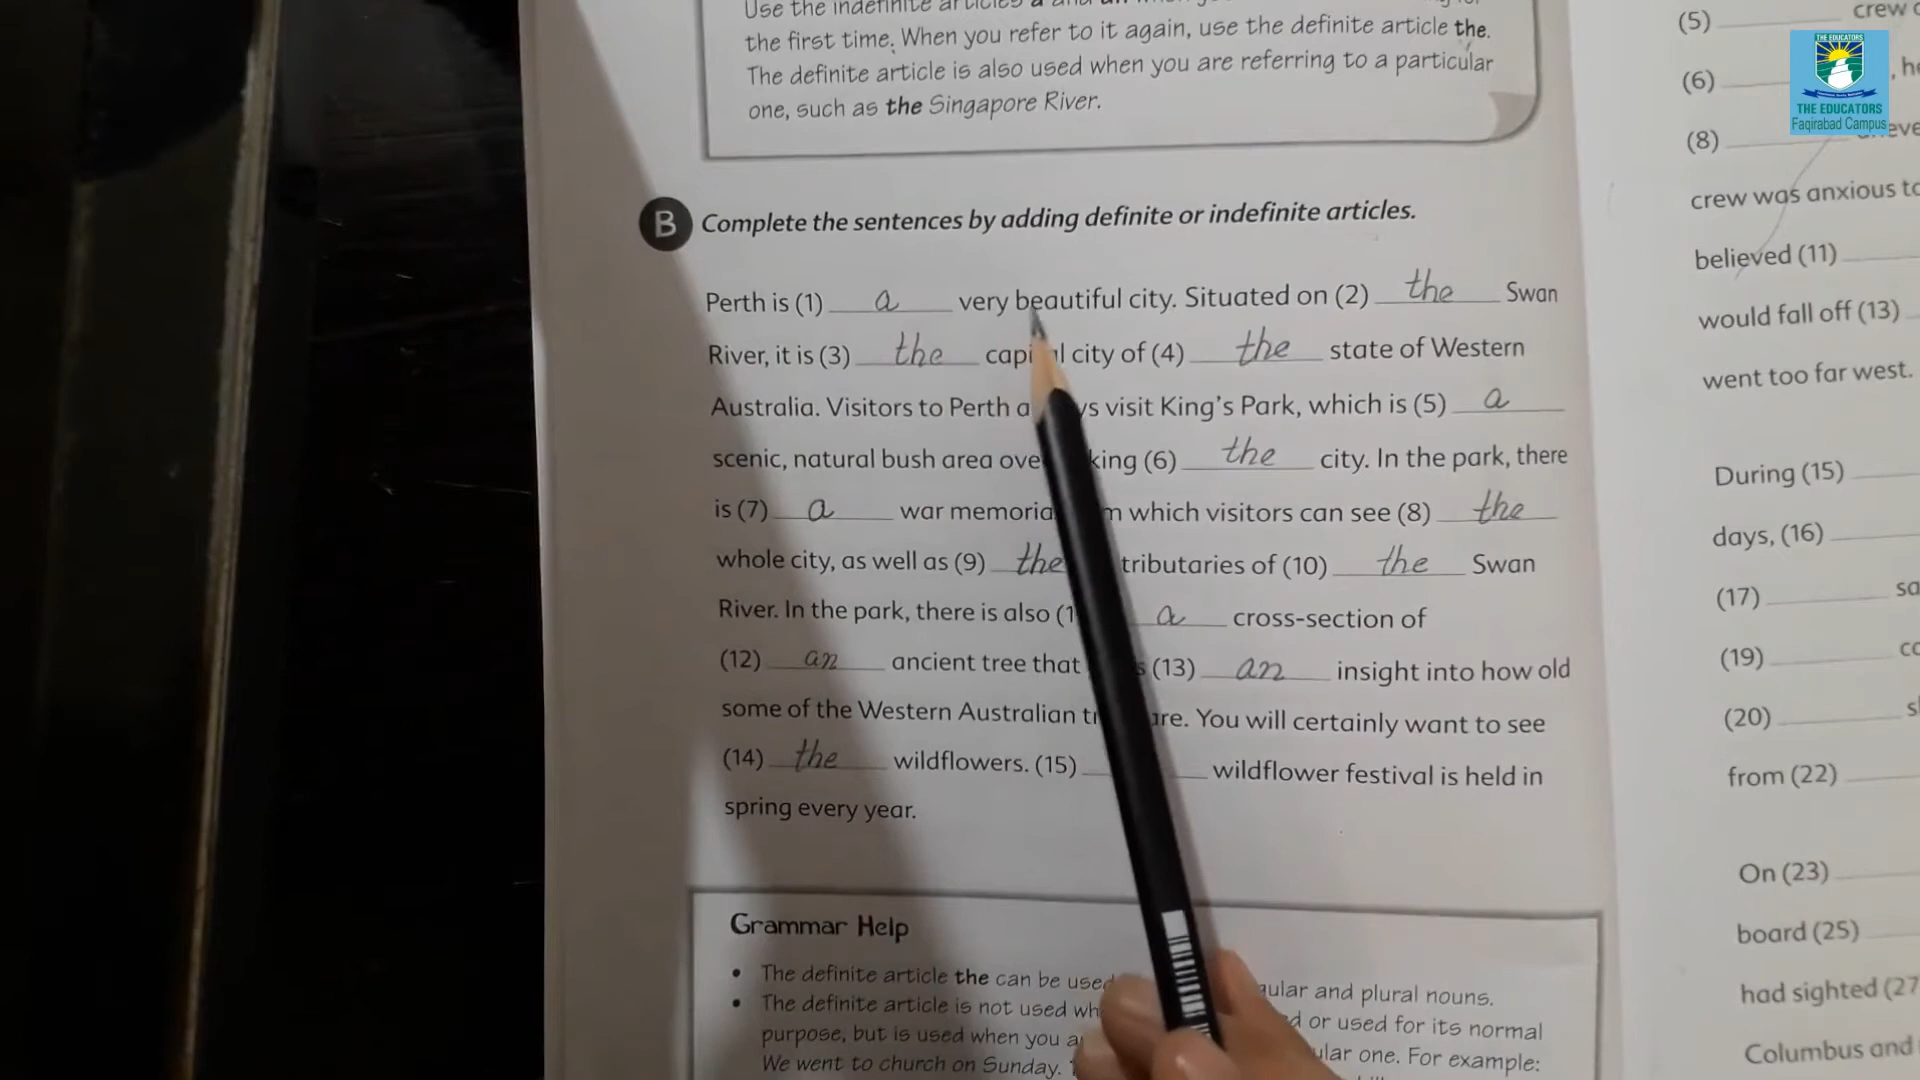 Use the indefinite articles a and an when you
the first time. When you refer to it again, use the definite article the.
The definite article is also used when you are referring to a particular
one, such as the Singapore River.
B Complete the sentences by adding definite or indefinite articles.
Perth is (1) a very beautiful city. Situated on (2) the Swan
River, it is (3) the capital city of (4) the state of Western
Australia. Visitors to Perth visit King's Park, which is (5) a
scenic, natural bush area overlooking (6) the city. In the park, there
is (7) a war memorial which visitors can see (8) the
whole city, as well as (9) the tributaries of (10) the Swan
River. In the park, there is also a cross-section of
(12) an ancient tree that (13) an insight into how old
some of the Western Australian are. You will certainly want to see
(14) the wildflowers. (15) wildflower festival is held in
spring every year.
Grammar Help
• The definite article the can be used and plural nouns.
• The definite article is not used or used for its normal
purpose, but is used when you one. For example:
We went to church on Sunday.
(5) crew
(6)
(8)
crew was anxious to
believed (11)
would fall off (13)
went too far west.
During (15)
days, (16)
(17)
(19)
(20)
from (22)
On (23)
board (25)
had sighted (27
Columbus and
THE EDUCATORS
THE EDUCATORS
Faqirabad Campus